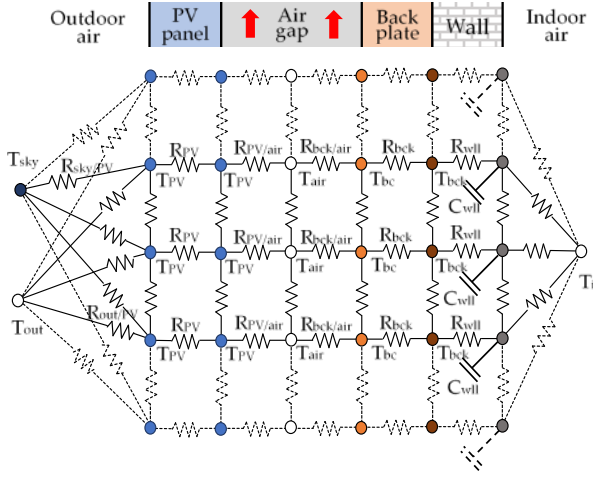 Outdoor air
PV panel
Air gap
Back plate
Wall
Indoor air
Tsky
Rsky/PV
RPV
RPV/air
Rbck/air
Rbck
Rwll
TPV
TPV
Tair
Tbc
Tbck
Cwll
RPV
RPV/air
Rbck/air
Rbck
Rwll
TPV
TPV
Tair
Tbc
Tbck
Cwll
Tout
Rout/PV
RPV
RPV/air
Rbck/air
Rbck
Rwll
TPV
TPV
Tair
Tbc
Tbck
Cwll